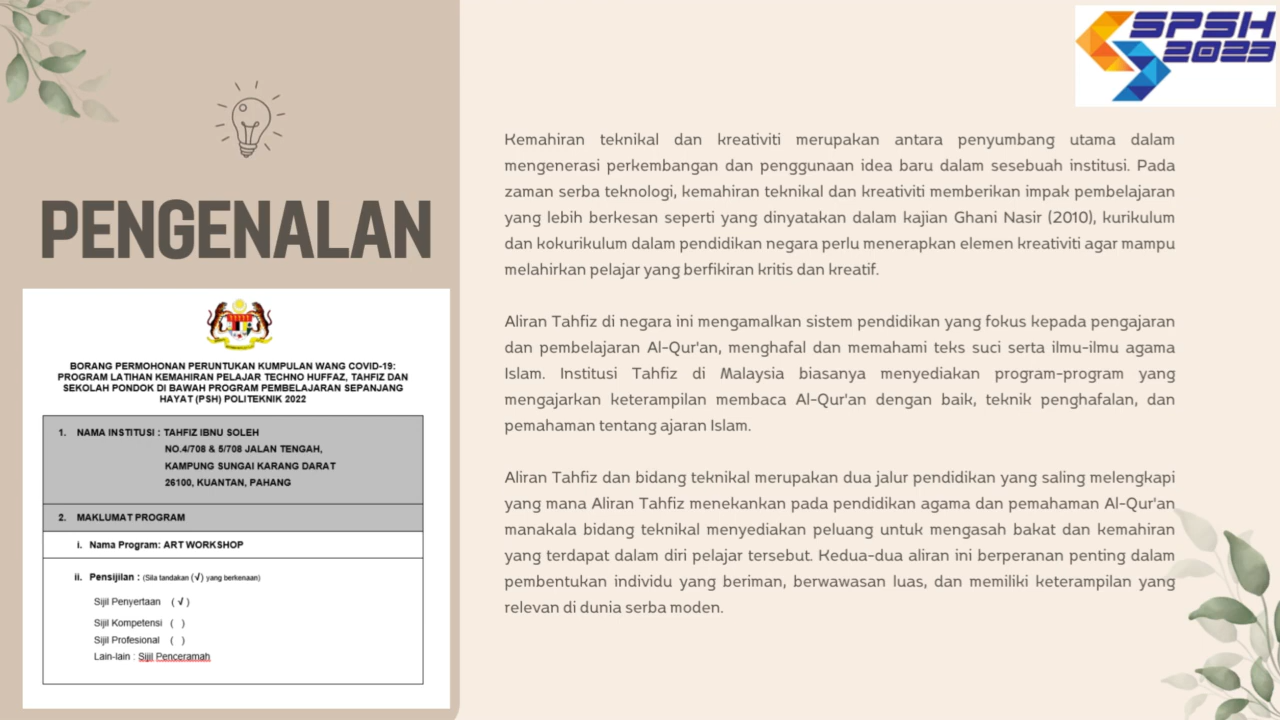 SPSH
2023
PENGENALAN
BORANG PERMOHONAN PERUNTUKAN KUMPULAN WANG COVID-19:
PROGRAM LATIHAN KEMAHIRAN PELAJAR TECHNO HUFFAZ, TAHFIZ DAN
SEKOLAH PONDOK DI BAWAH PROGRAM PEMBELAJARAN SEPANJANG
HAYAT (PSH) POLITEKNIK 2022
1. NAMA INSTITUSI : TAHFIZ IBNU SOLEH
NO.4/708 & 5/708 JALAN TENGAH,
KAMPUNG SUNGAI KARANG DARAT
26100, KUANTAN, PAHANG
2. MAKLUMAT PROGRAM
i. Nama Program: ART WORKSHOP
ii. Pensijilan : (Sila tandakan (√) yang berkenaan)
Sijil Penyertaan ( √ )
Sijil Kompetensi ( )
Sijil Profesional ( )
Lain-lain : Sijil Penceramah
Kemahiran teknikal dan kreativiti merupakan antara penyumbang utama dalam
mengenerasi perkembangan dan penggunaan idea baru dalam sesebuah institusi. Pada
zaman serba teknologi, kemahiran teknikal dan kreativiti memberikan impak pembelajaran
yang lebih berkesan seperti yang dinyatakan dalam kajian Ghani Nasir (2010), kurikulum
dan kokurikulum dalam pendidikan negara perlu menerapkan elemen kreativiti agar mampu
melahirkan pelajar yang berfikiran kritis dan kreatif.
Aliran Tahfiz di negara ini mengamalkan sistem pendidikan yang fokus kepada pengajaran
dan pembelajaran Al-Qur'an, menghafal dan memahami teks suci serta ilmu-ilmu agama
Islam. Institusi Tahfiz di Malaysia biasanya menyediakan program-program yang
mengajarkan keterampilan membaca Al-Qur'an dengan baik, teknik penghafalan, dan
pemahaman tentang ajaran Islam.
Aliran Tahfiz dan bidang teknikal merupakan dua jalur pendidikan yang saling melengkapi
yang mana Aliran Tahfiz menekankan pada pendidikan agama dan pemahaman Al-Qur'an
manakala bidang teknikal menyediakan peluang untuk mengasah bakat dan kemahiran
yang terdapat dalam diri pelajar tersebut. Kedua-dua aliran ini berperanan penting dalam
pembentukan individu yang beriman, berwawasan luas, dan memiliki keterampilan yang
relevan di dunia serba moden.